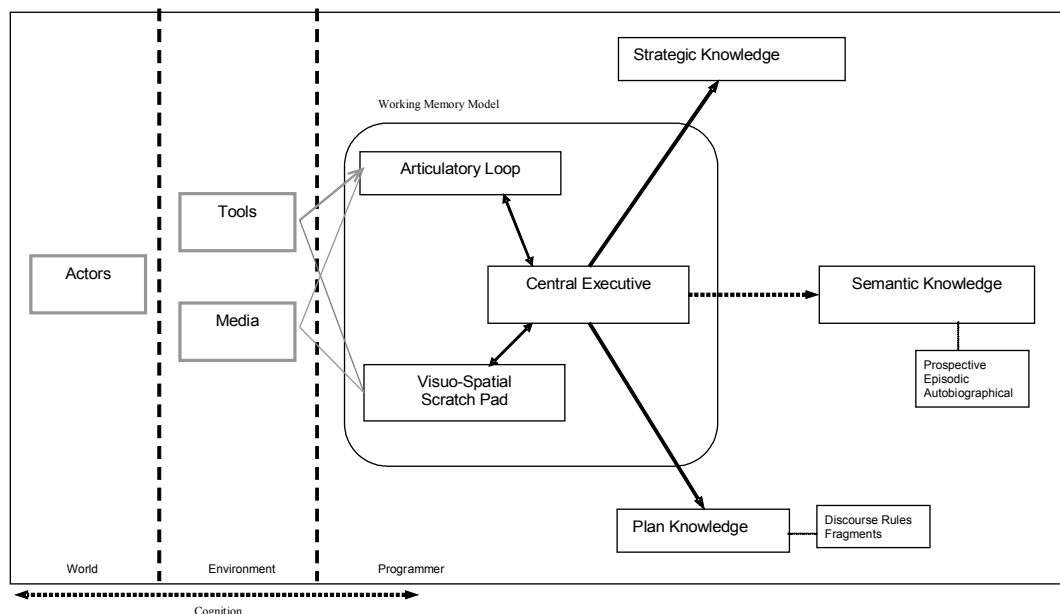 Strategic Knowledge
Working Memory Model
Articulatory Loop
Tools
Actors
Central Executive
Semantic Knowledge
Media
Prospective
Episodic
Autobiographical
Visuo-Spatial
Scratch Pad
Plan Knowledge
Discourse Rules
Fragments
World
Environment
Programmer
Cognition